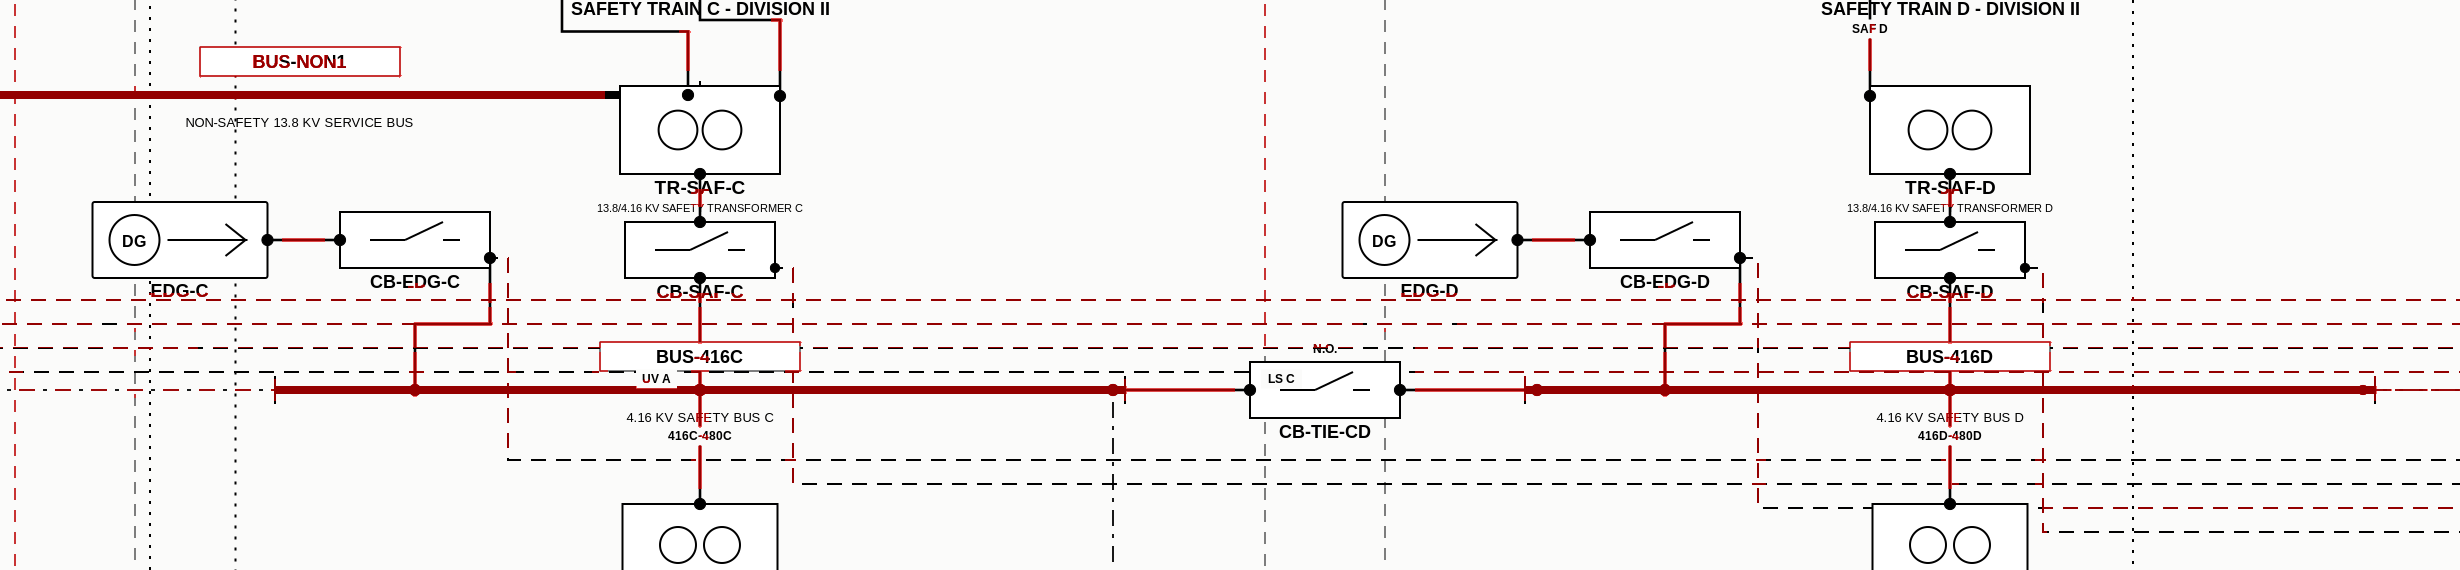 SAFETY TRAIN C - DIVISION II
SAFETY TRAIN D - DIVISION II
SAF D
BUS-NON1
NON-SAFETY 13.8 KV SERVICE BUS
TR-SAF-C
13.8/4.16 KV SAFETY TRANSFORMER C
TR-SAF-D
13.8/4.16 KV SAFETY TRANSFORMER D
DG
EDG-C
CB-EDG-C
CB-SAF-C
DG
EDG-D
CB-EDG-D
CB-SAF-D
BUS-416C
UV A
N.O.
LS C
CB-TIE-CD
BUS-416D
4.16 KV SAFETY BUS C
416C-480C
4.16 KV SAFETY BUS D
416D-480D